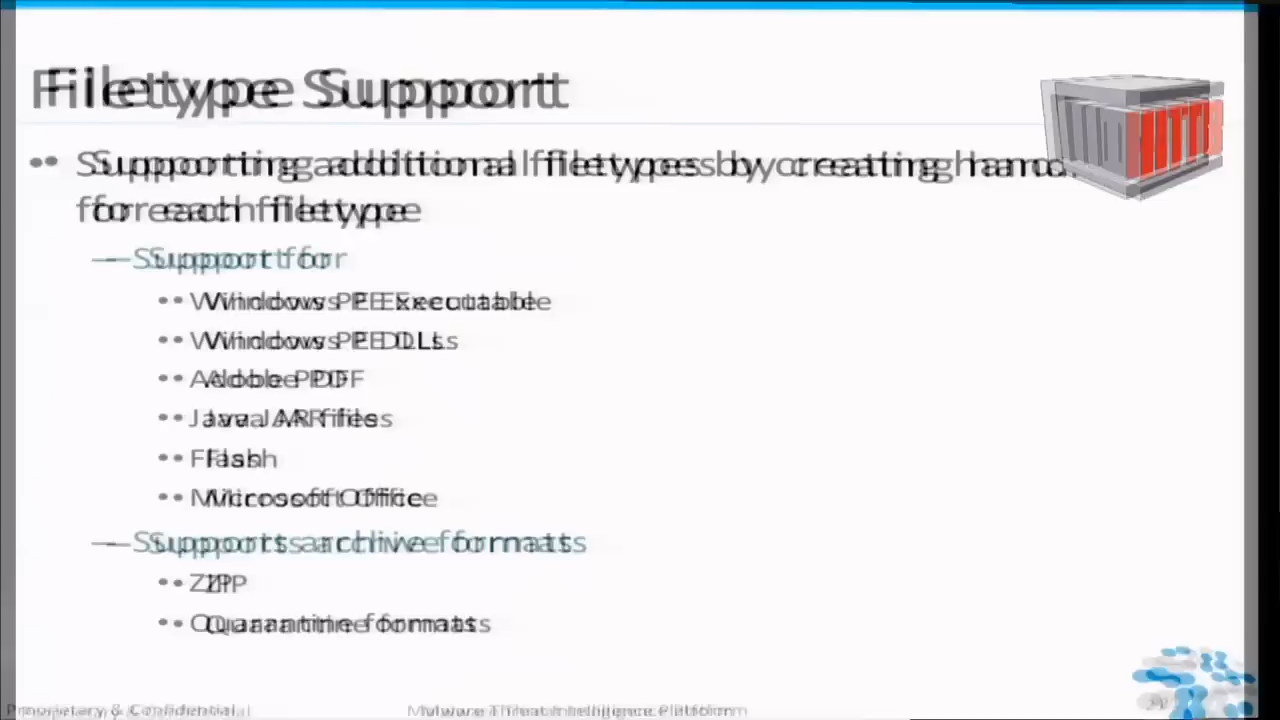 Filetype Support
• Supporting additional filetypes by creating
for each filetype
— Support for
• Windows PE Executable
• Windows PE DLLs
• Adobe PDF
• Java JAR files
• Flash
• Microsoft Office
— Supports archive formats
• ZIP
• Quarantine formats
Proprietary & Confidential
Malware Threat Intelligence Platform